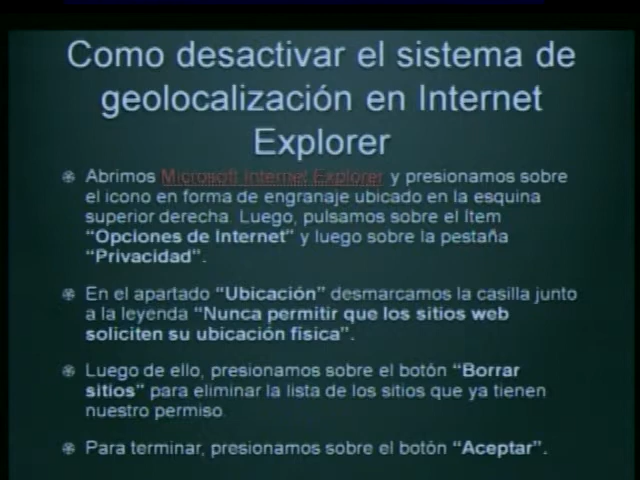 Como desactivar el sistema de
geolocalización en Internet
Explorer
Abrimos Microsoft Internet Explorer y presionamos sobre
el icono en forma de engranaje ubicado en la esquina
superior derecha. Luego, pulsamos sobre el ítem
“Opciones de Internet” y luego sobre la pestaña
“Privacidad”.
En el apartado “Ubicación” desmarcamos la casilla junto
a la leyenda “Nunca permitir que los sitios web
soliciten su ubicación física”.
Luego de ello, presionamos sobre el botón “Borrar
sitios” para eliminar la lista de los sitios que ya tienen
nuestro permiso.
Para terminar, presionamos sobre el botón “Aceptar”.